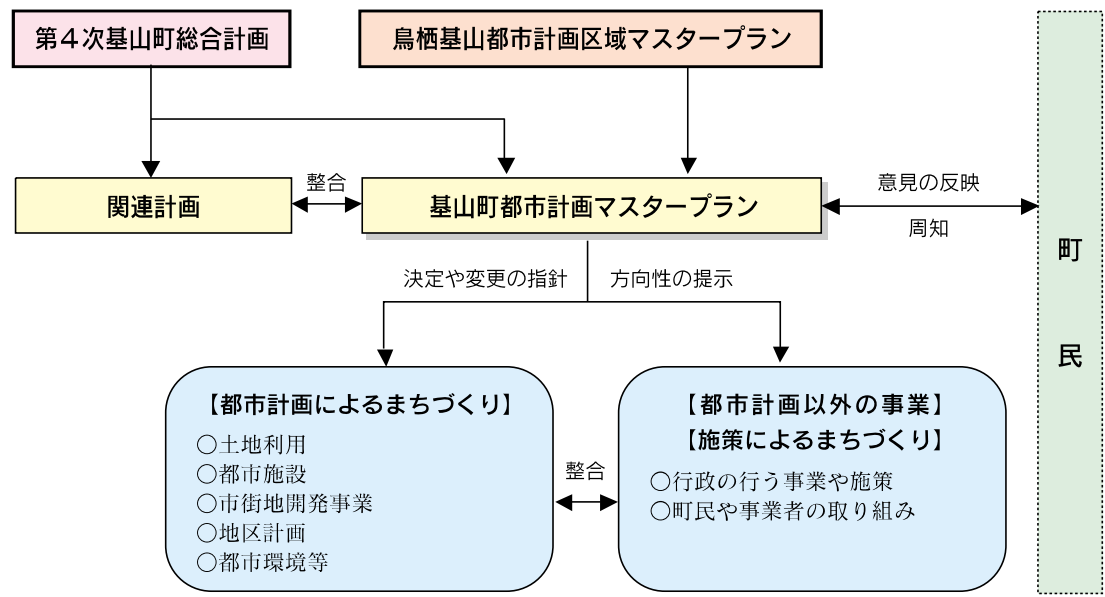 第４次基山町総合計画
鳥栖基山都市計画区域マスタープラン
関連計画
整合
基山町都市計画マスタープラン
意見の反映
周知
町
民
決定や変更の指針
方向性の提示
【都市計画によるまちづくり】
〇土地利用
〇都市施設
〇市街地開発事業
〇地区計画
〇都市環境等
整合
【都市計画以外の事業】
【施策によるまちづくり】
〇行政の行う事業や施策
〇町民や事業者の取り組み